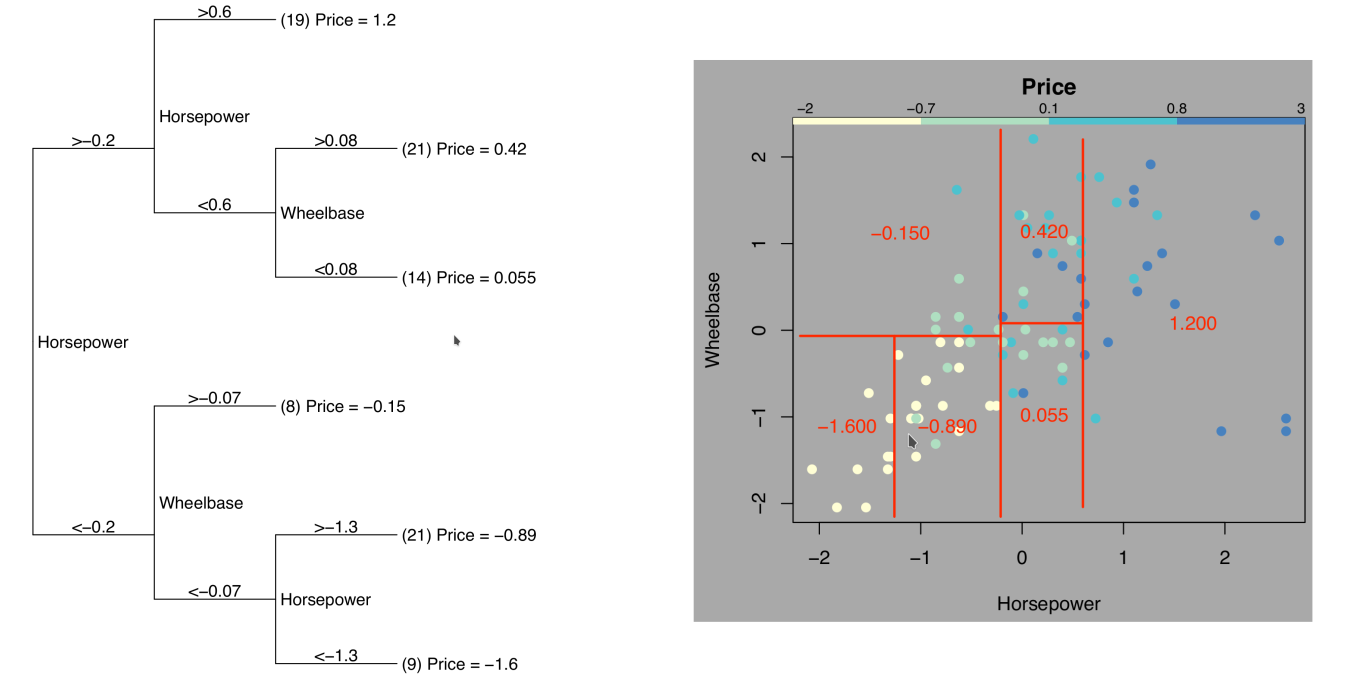 >0.6
(19) Price = 1.2
Horsepower
>−0.2
>0.08
(21) Price = 0.42
<0.6
Wheelbase
<0.08
(14) Price = 0.055
Horsepower
>−0.07
(8) Price = −0.15
Wheelbase
<−0.2
>−1.3
(21) Price = −0.89
<−0.07
Horsepower
<−1.3
(9) Price = −1.6
Price
−2 −0.7 0.1 0.8 3
2
1
0
−1
−2
Wheelbase
−0.150 0.420
1.200
−1.600 −0.890 0.055
−2 −1 0 1 2
Horsepower